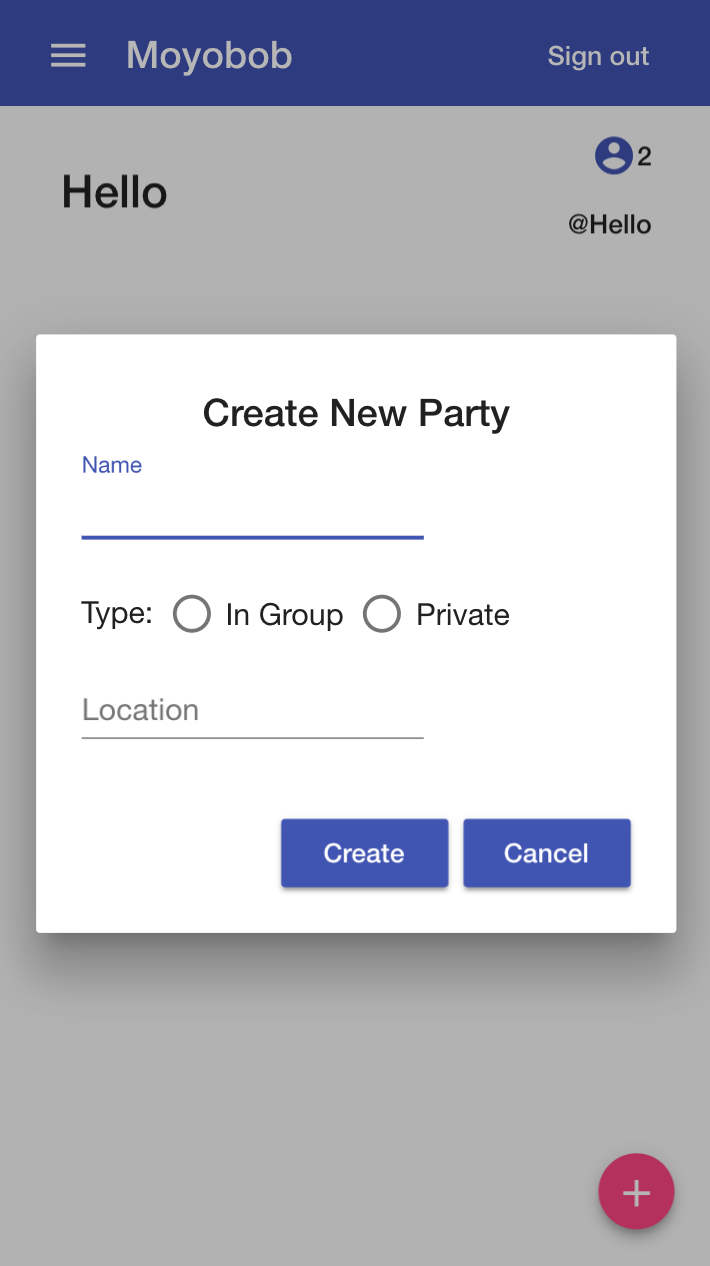 Moyobob Sign out
2
Hello
@Hello
Create New Party
Name
Type: In Group Private
Location
Create Cancel